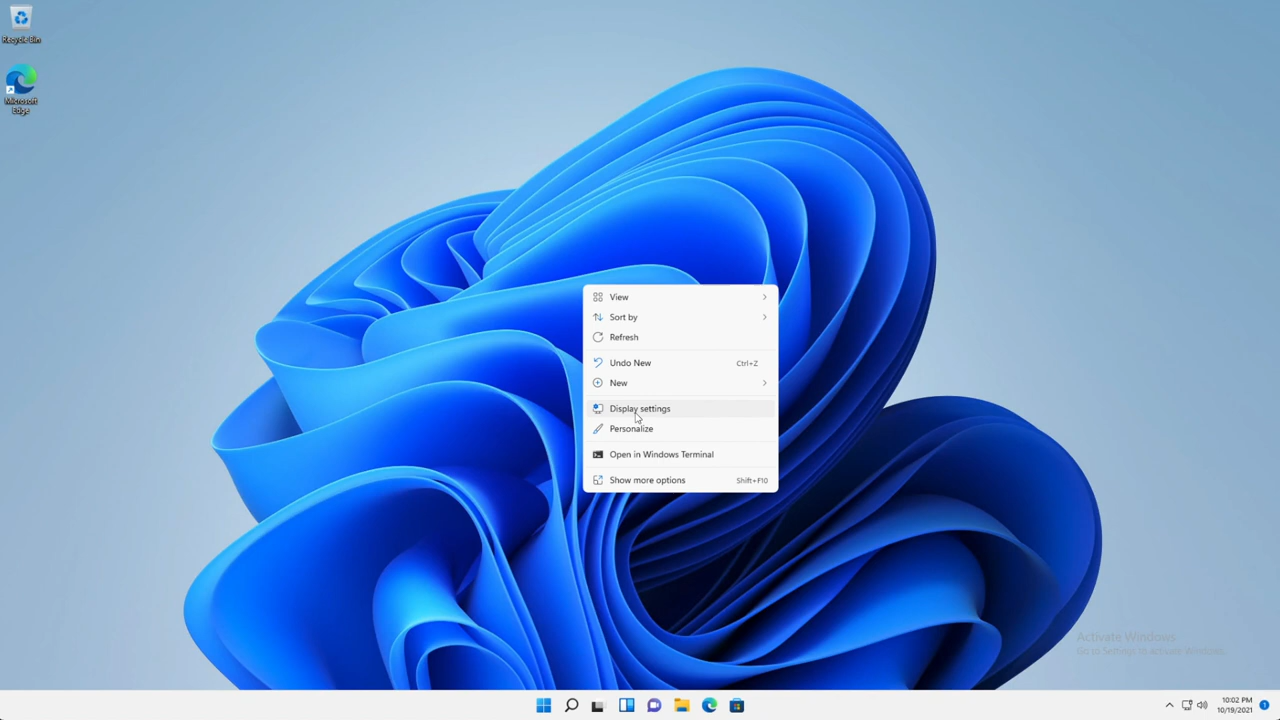 Recycle Bin
Microsoft
Edge
View
Sort by
Refresh
Undo New Ctrl+Z
New
Display settings
Personalize
Open in Windows Terminal
Show more options Shift+F10
Activate Windows
Go to Settings to activate Windows.
10:02 PM
10/19/2021
1